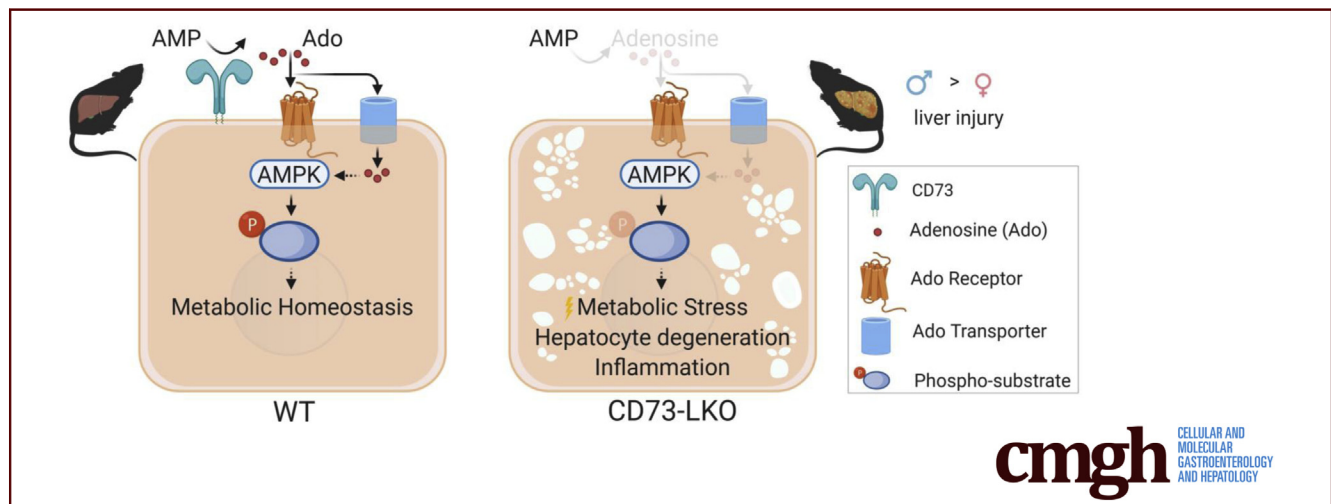 AMP
Ado
AMPK
P
Metabolic Homeostasis
WT
AMP
Adenosine
AMPK
P
Metabolic Stress
Hepatocyte degeneration
Inflammation
CD73-LKO
♂ > ♀
liver injury
CD73
Adenosine (Ado)
Ado Receptor
Ado Transporter
P
Phospho-substrate
cmgh
CELLULAR AND
MOLECULAR
GASTROENTEROLOGY
AND HEPATOLOGY